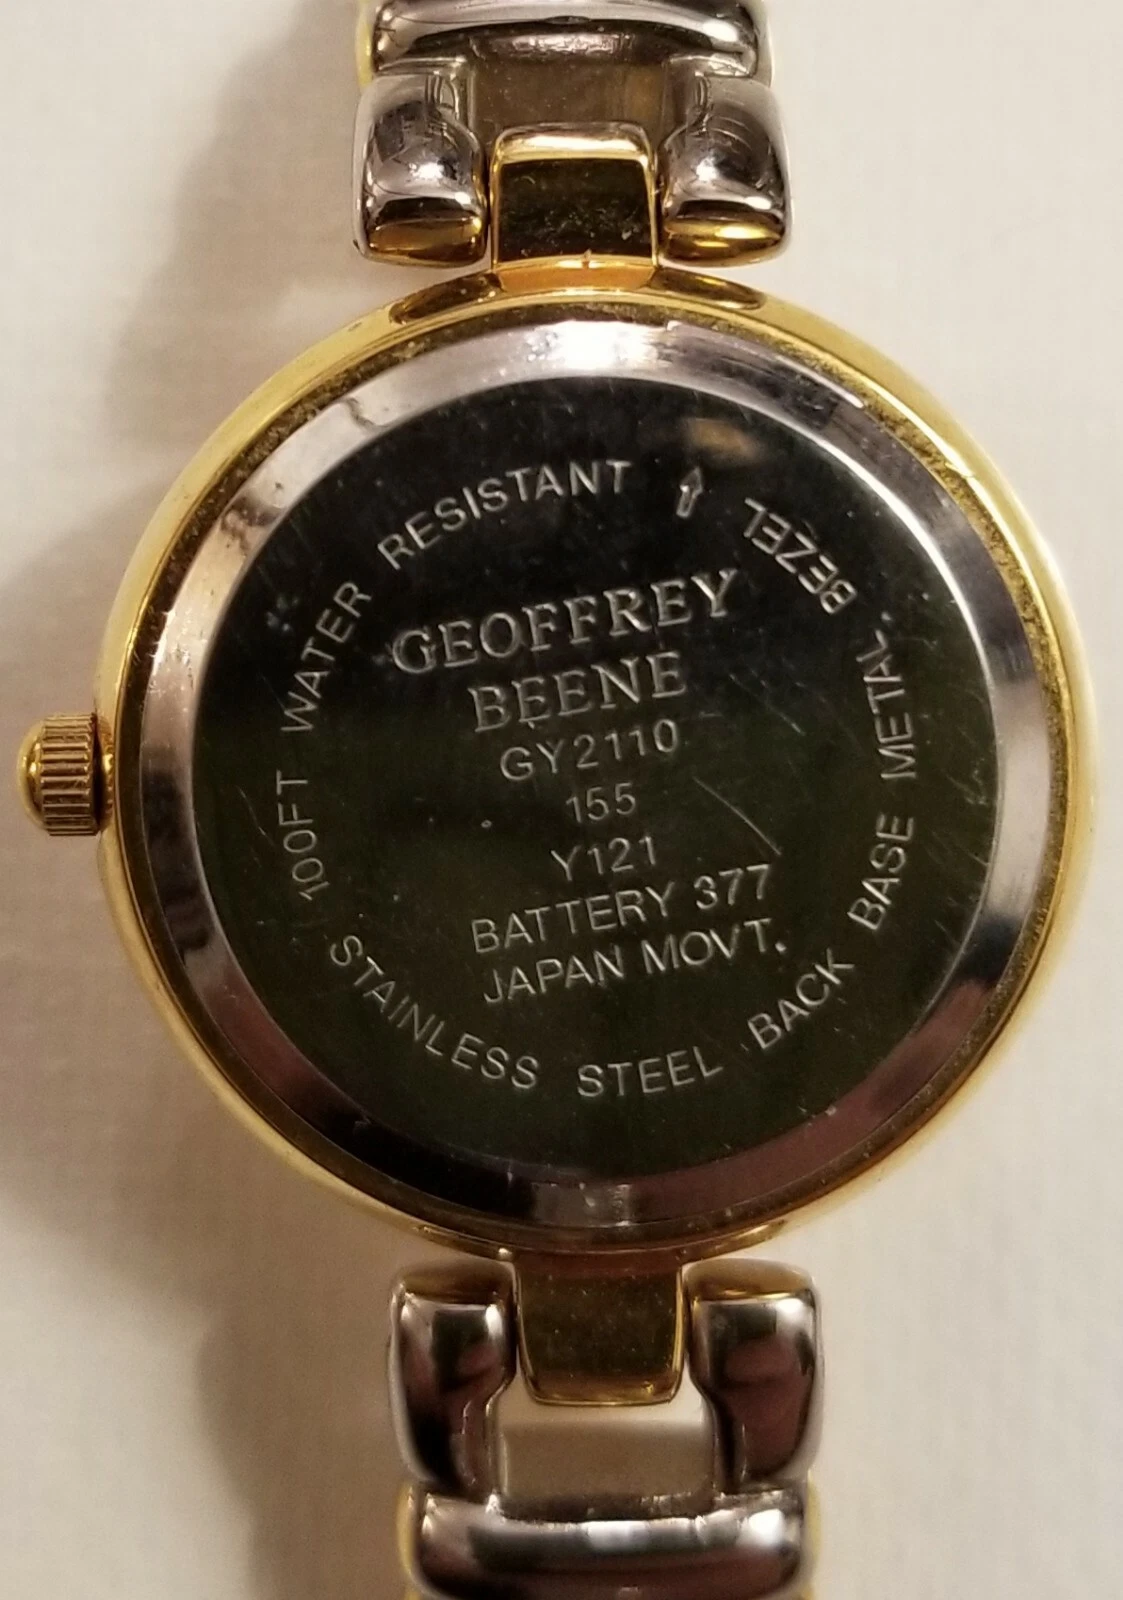 100FT WATER RESISTANT ⇧
BEZEL BASE METAL.
STAINLESS STEEL BACK
GEOFFREY
BEENE
GY2110
155
Y121
BATTERY 377
JAPAN MOVT.